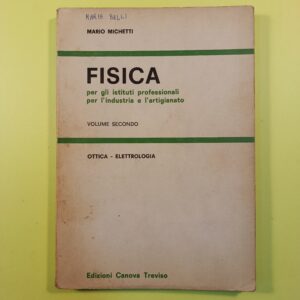 MARIO MICHETTI
FISICA
per gli istituti professionali
per l'industria e l'artigianato
VOLUME SECONDO
OTTICA - ELETTROLOGIA
Edizioni Canova Treviso